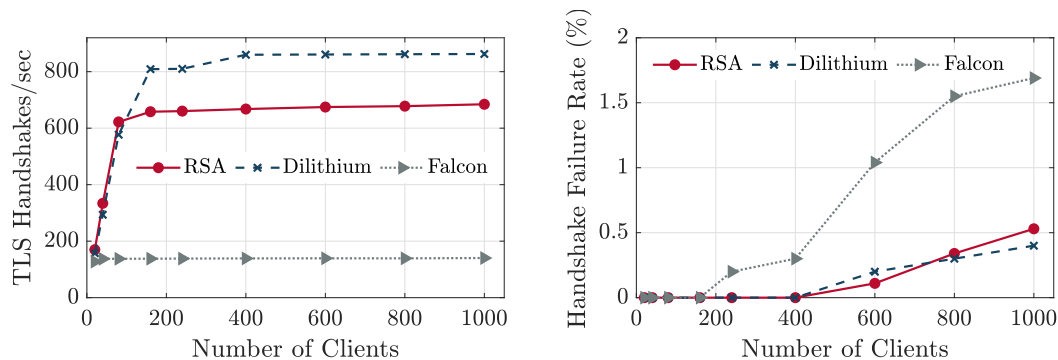 TLS Handshakes/sec
800
600
400
200
0
RSA Dilithium Falcon
0 200 400 600 800 1000
Number of Clients
Handshake Failure Rate (%)
2
1.5
1
0.5
0
RSA Dilithium Falcon
0 200 400 600 800 1000
Number of Clients